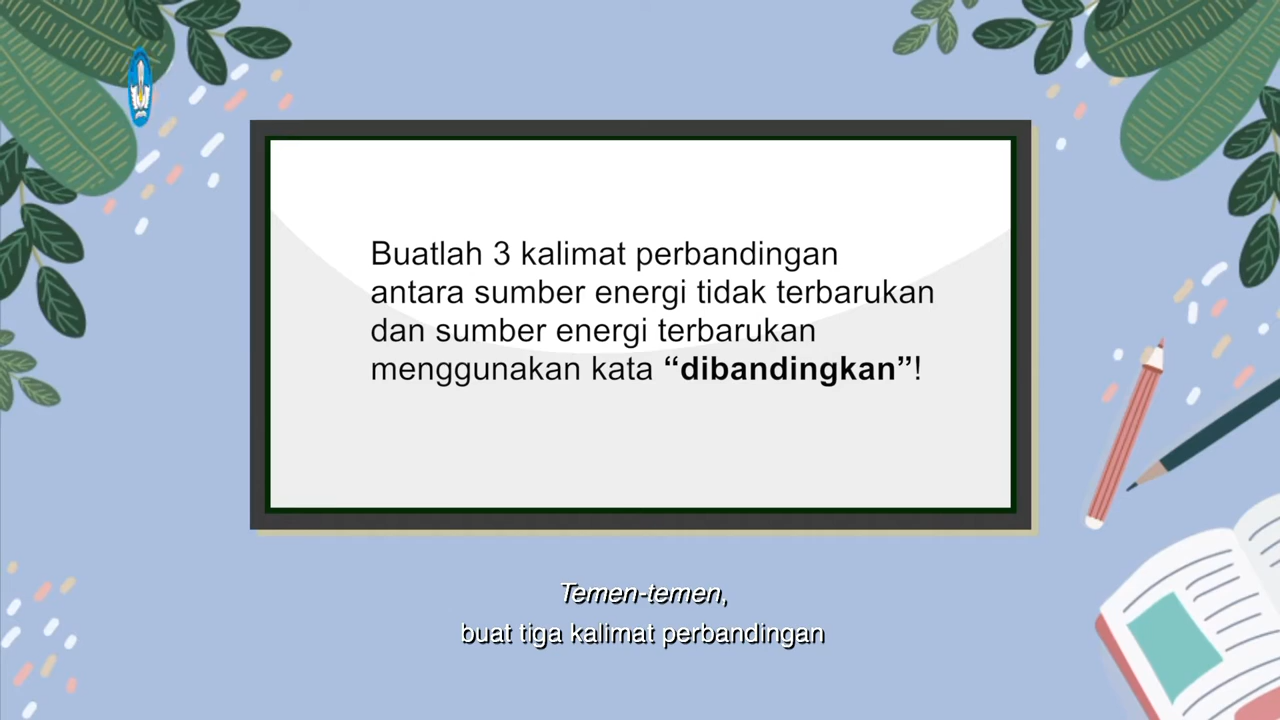 Buatlah 3 kalimat perbandingan
antara sumber energi tidak terbarukan
dan sumber energi terbarukan
menggunakan kata “dibandingkan”!
Temen-temen,
buat tiga kalimat perbandingan